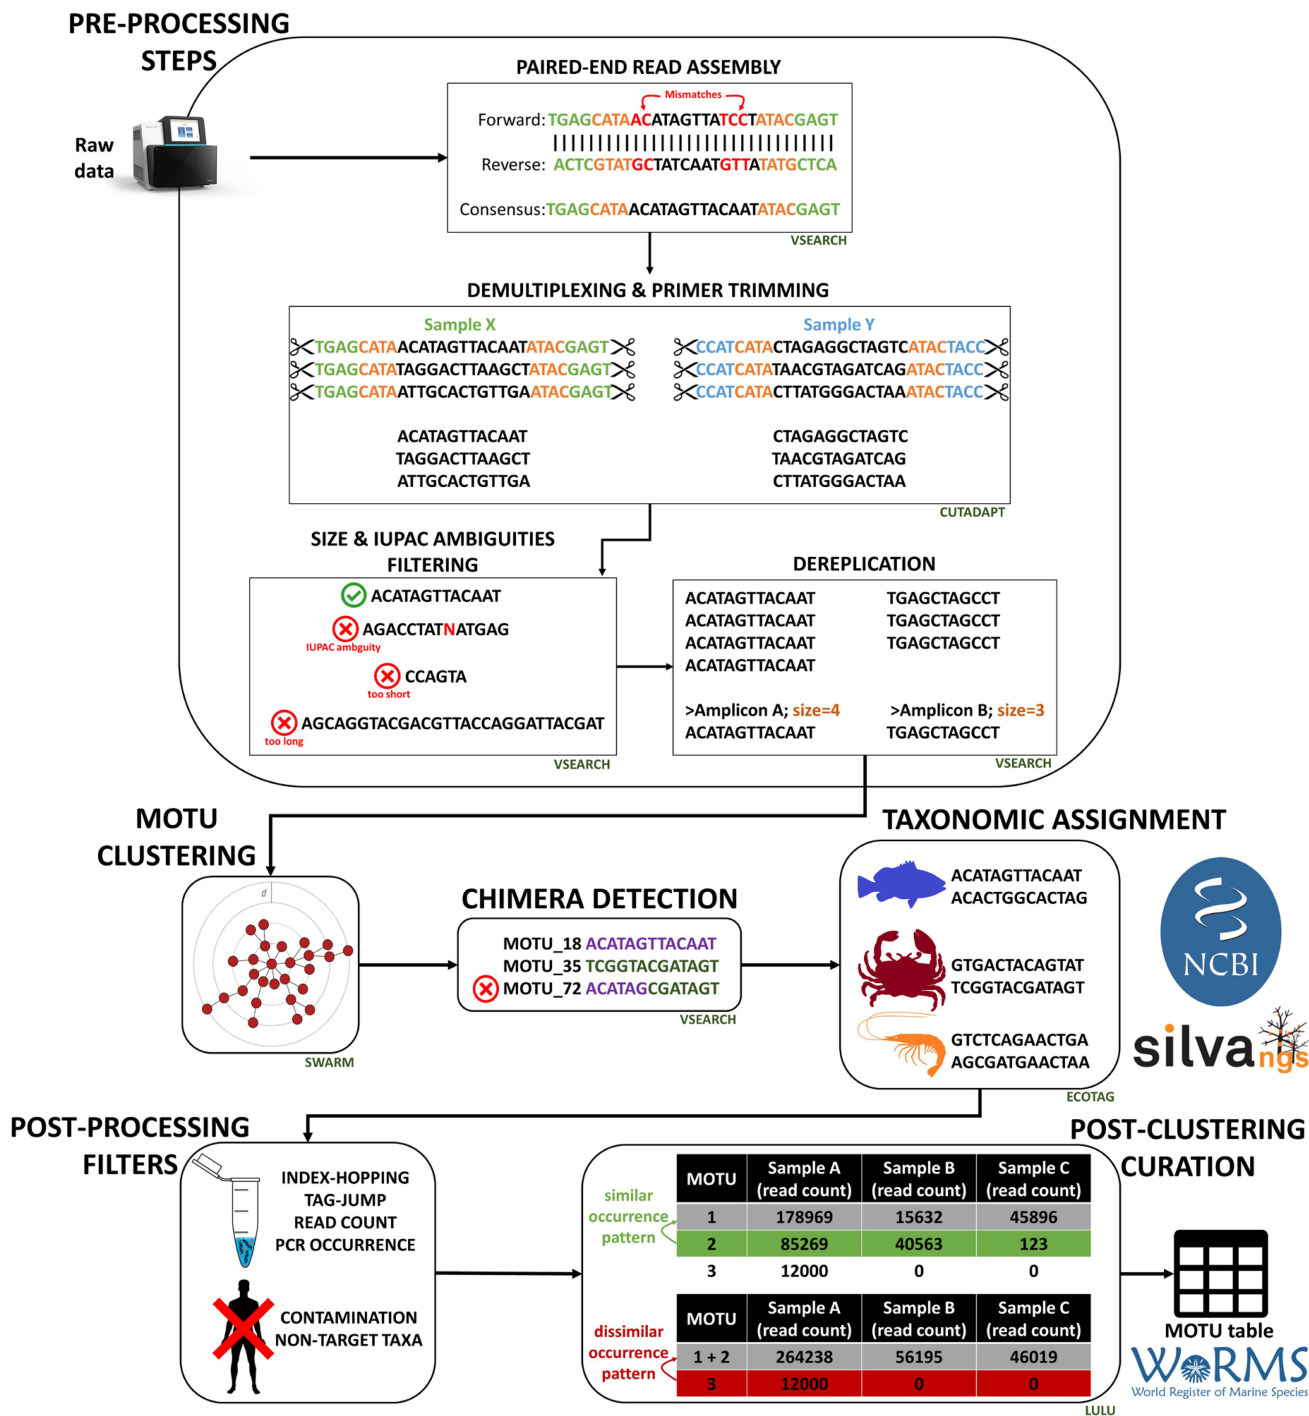 PRE-PROCESSING
STEPS
Raw
data
PAIRED-END READ ASSEMBLY
Mismatches
Forward: TGAGCATAACATAGTTATCCTATACGAGT
Reverse: ACTCGTATGCTATCAATGTTATATGCTCA
Consensus: TGAGCATAACATAGTTACAATATACGAGT
VSEARCH
DEMULTIPLEXING & PRIMER TRIMMING
Sample X
TGAGCATAACATAGTTACAATATACGAGT
TGAGCATATAGGACTTAAGCTATACGAGT
TGAGCATAATTGCACTGTTGAATACGAGT
ACATAGTTACAAT
TAGGACTTAAGCT
ATTGCACTGTTGA
Sample Y
CCATCATACTAGAGGCTAGTCATACTACC
CCATCATATAACGTAGATCAGATACTACC
CCATCATACTTATGGGACTAAATACTACC
CTAGAGGCTAGTC
TAACGTAGATCAG
CTTATGGGACTAA
CUTADAPT
SIZE & IUPAC AMBIGUITIES
FILTERING
ACATAGTTACAAT
AGACCTATNATGAG
IUPAC ambguity
CCAGTA
too short
AGCAGGTACGACGTTACCAGGATTACGAT
too long
VSEARCH
DEREPLICATION
ACATAGTTACAAT TGAGCTAGCCT
ACATAGTTACAAT TGAGCTAGCCT
ACATAGTTACAAT TGAGCTAGCCT
ACATAGTTACAAT
>Amplicon A; size=4 >Amplicon B; size=3
ACATAGTTACAAT TGAGCTAGCCT
VSEARCH
MOTU
CLUSTERING
d
SWARM
CHIMERA DETECTION
MOTU_18 ACATAGTTACAAT
MOTU_35 TCGGTACGATAGT
MOTU_72 ACATAGCGATAGT
VSEARCH
TAXONOMIC ASSIGNMENT
ACATAGTTACAAT
ACACTGGCACTAG
GTGACTACAGTAT
TCGGTACGATAGT
GTCTCAGAACTGA
AGCGATGAACTAA
ECOTAG
NCBI
silva
ngs
POST-PROCESSING
FILTERS
INDEX-HOPPING
TAG-JUMP
READ COUNT
PCR OCCURRENCE
CONTAMINATION
NON-TARGET TAXA
POST-CLUSTERING
CURATION
similar
occurrence
pattern
MOTU Sample A (read count) Sample B (read count) Sample C (read count)
1 178969 15632 45896
2 85269 40563 123
3 12000 0 0
dissimilar
occurrence
pattern
MOTU Sample A (read count) Sample B (read count) Sample C (read count)
1 + 2 264238 56195 46019
3 12000 0 0
LULU
MOTU table
WoRMS
World Register of Marine Species